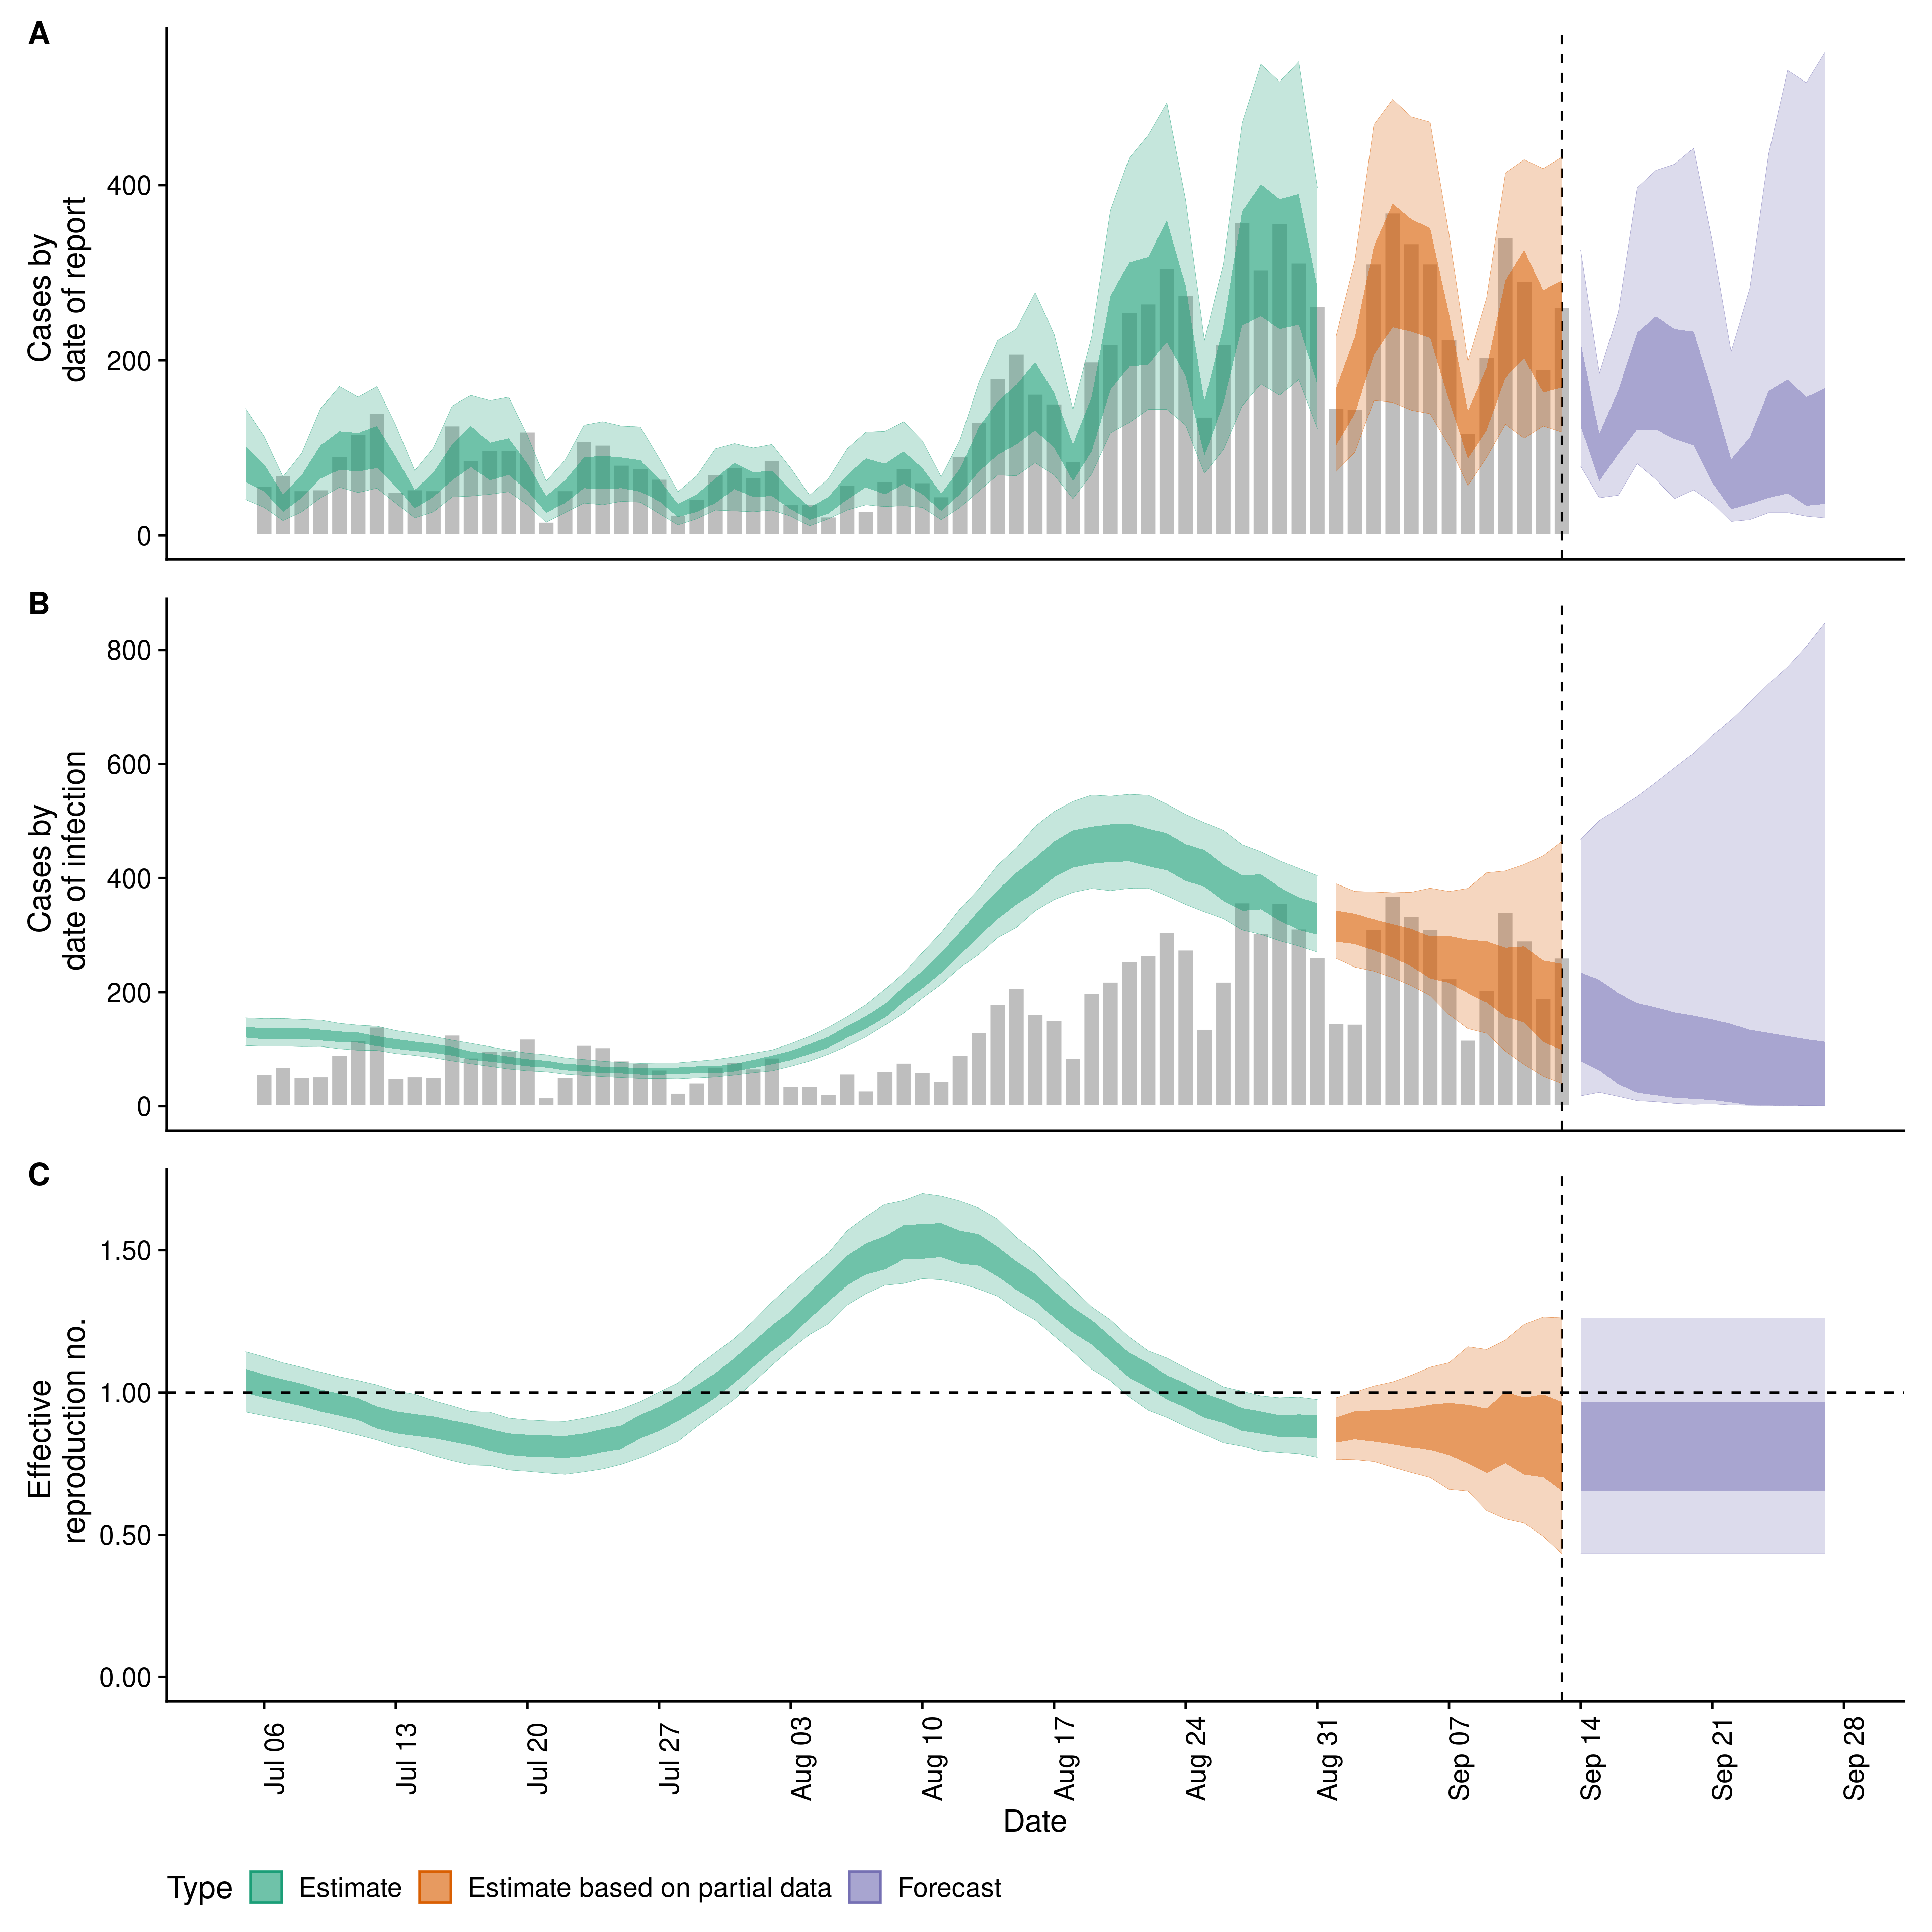 A
Cases by
date of report
400
200
0
B
Cases by
date of infection
800
600
400
200
0
C
Effective
reproduction no.
1.50
1.00
0.50
0.00
Jul 06
Jul 13
Jul 20
Jul 27
Aug 03
Aug 10
Aug 17
Aug 24
Aug 31
Sep 07
Sep 14
Sep 21
Sep 28
Date
Type Estimate Estimate based on partial data Forecast